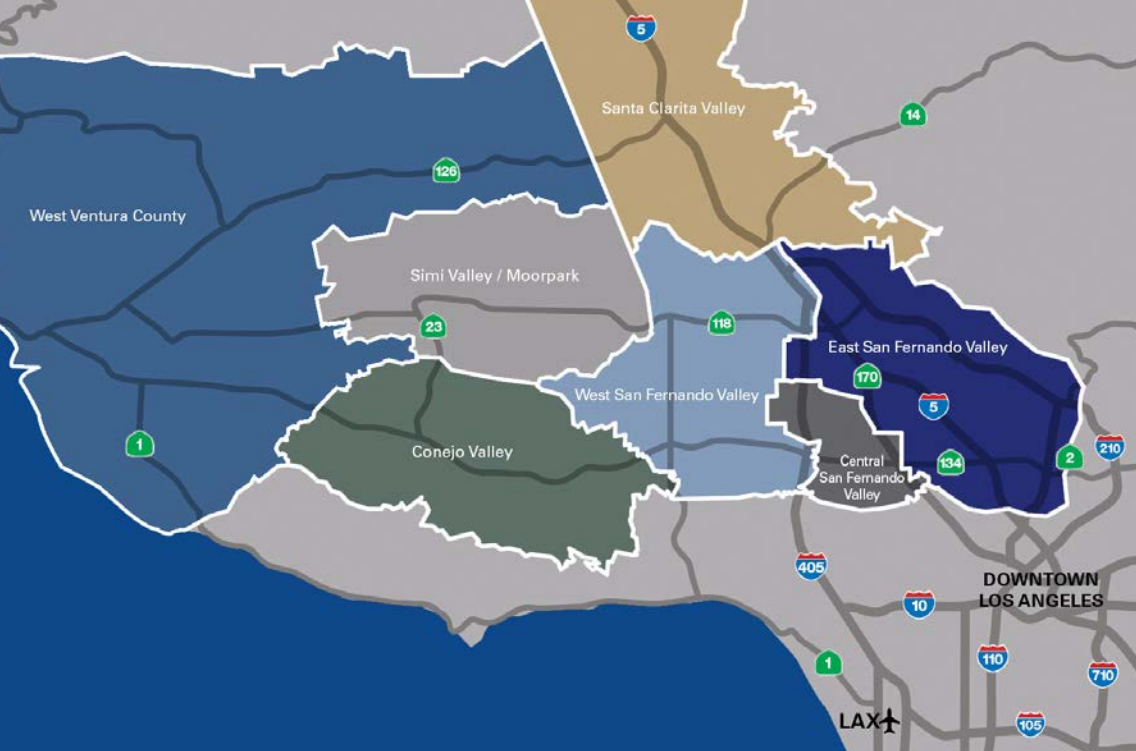 5
Santa Clarita Valley
14
126
West Ventura County
Simi Valley / Moorpark
23
118
East San Fernando Valley
170
West San Fernando Valley
5
1
Conejo Valley
Central
San Fernando
Valley
134
2
210
405
DOWNTOWN
LOS ANGELES
10
1
110
710
LAX
105